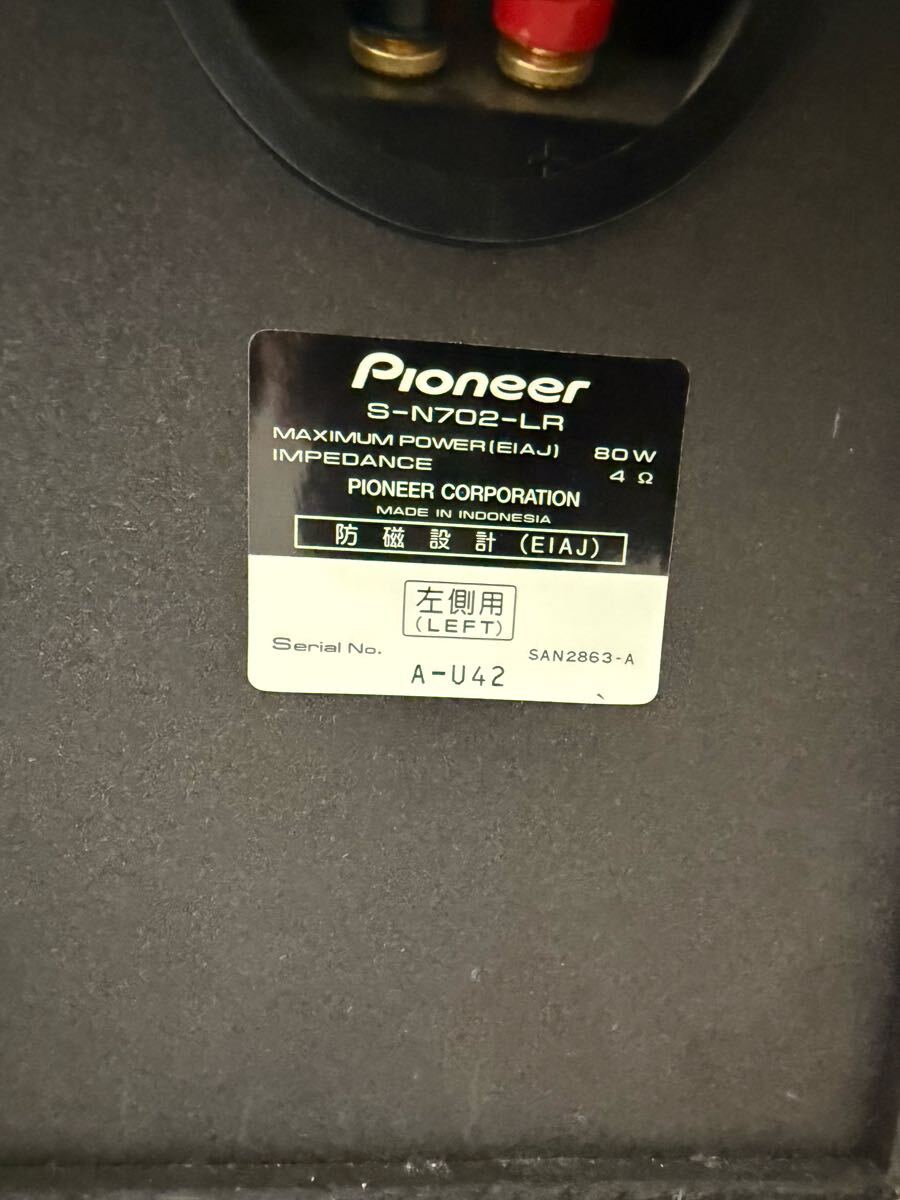 Pioneer
S-N702-LR
MAXIMUM POWER(EIAJ) 80W
IMPEDANCE 4 Ω
PIONEER CORPORATION
MADE IN INDONESIA
防磁設計(EIAJ)
左側用
(LEFT)
Serial No. SAN2863-A
A-U42